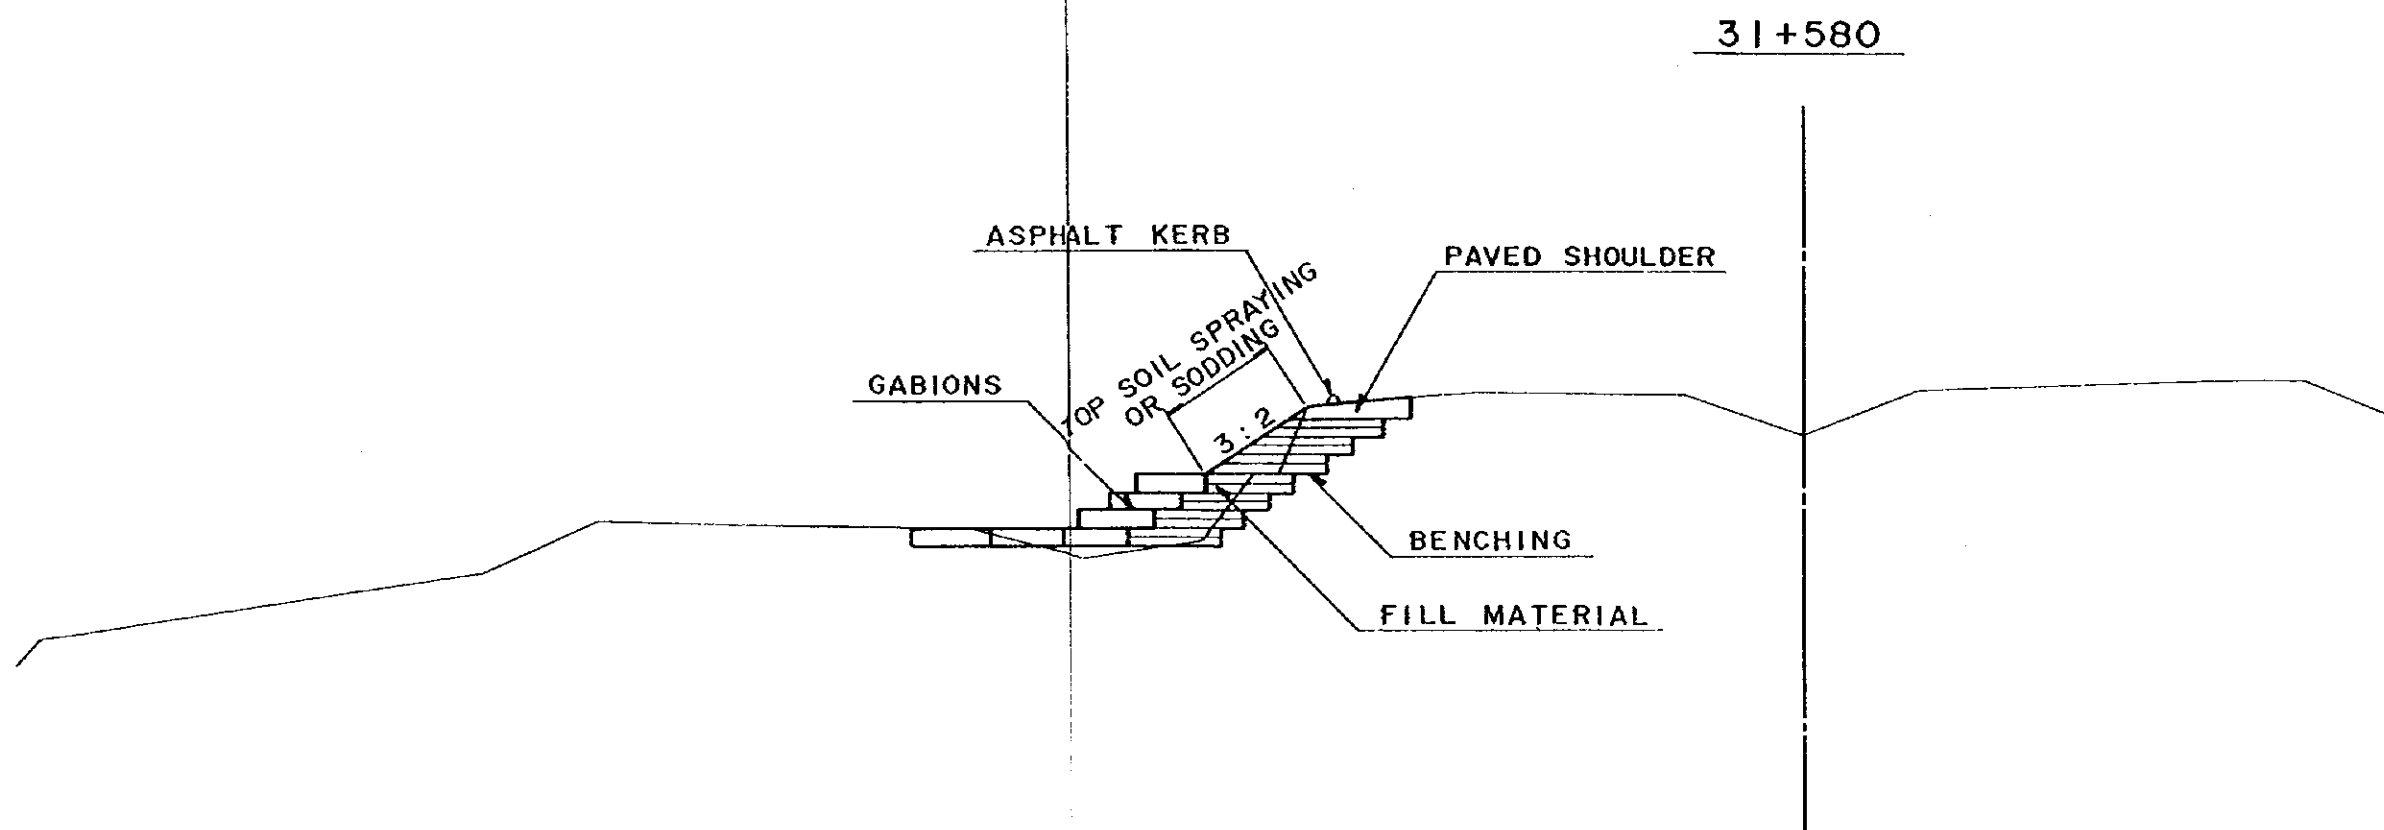 31+580
ASPHALT KERB
PAVED SHOULDER
TOP SOIL SPRAYING
OR SODDING
GABIONS
3:2
BENCHING
FILL MATERIAL